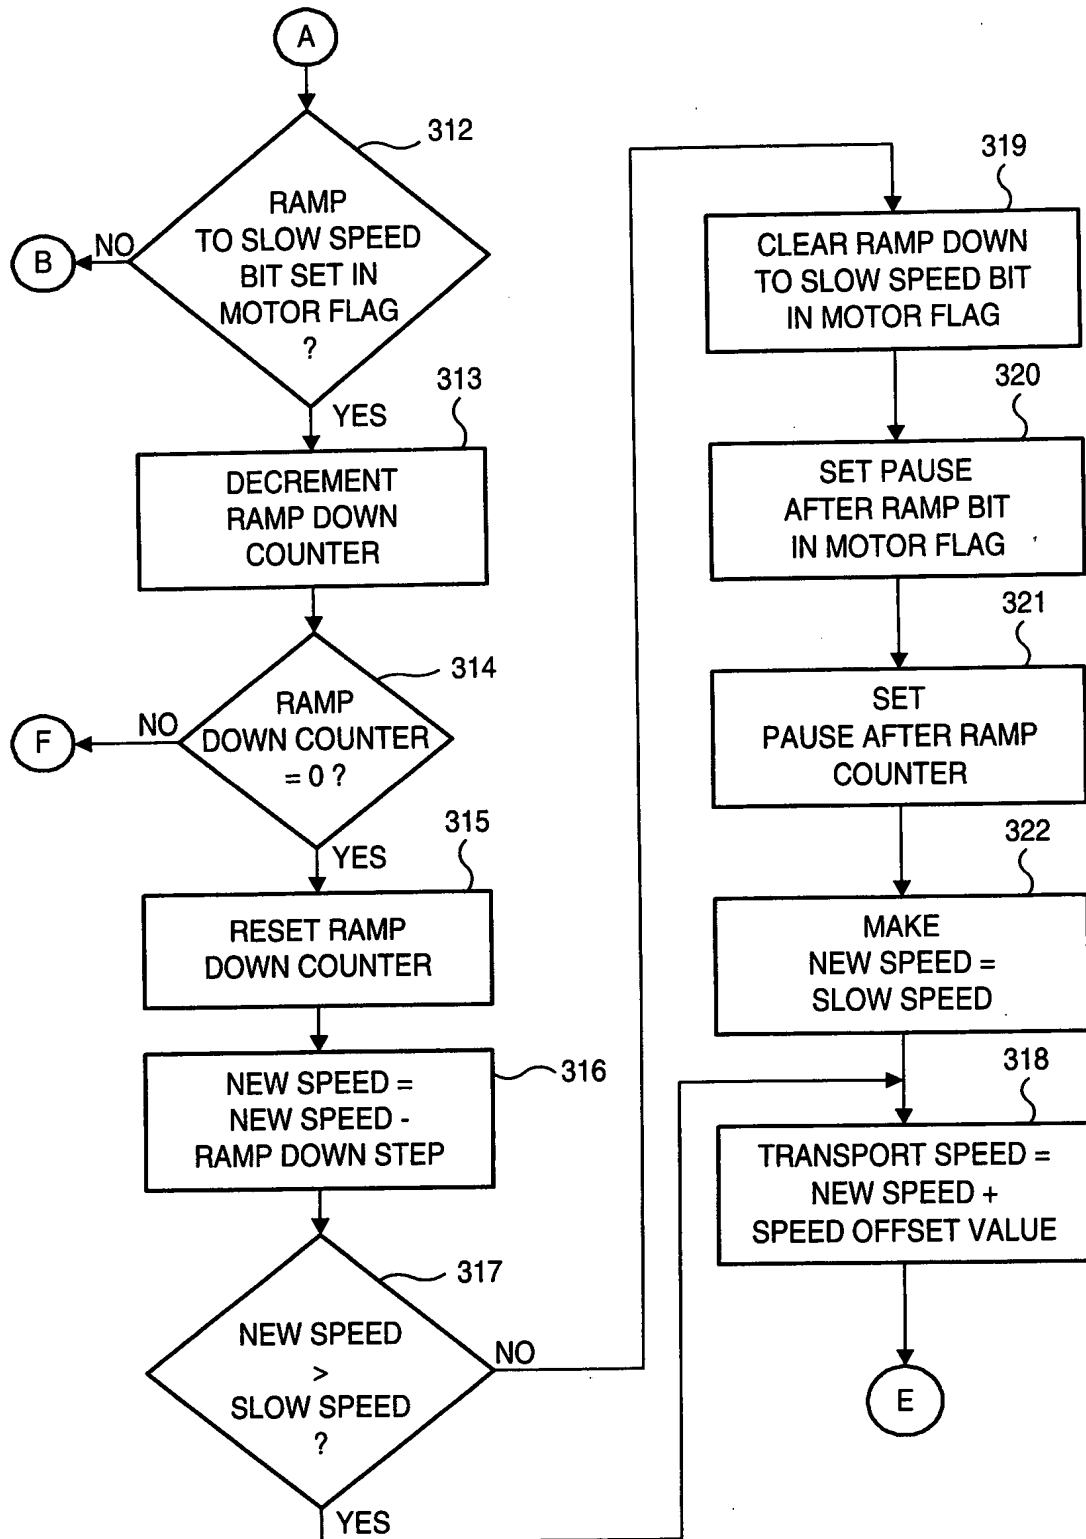 A
312
RAMP
TO SLOW SPEED
BIT SET IN
MOTOR FLAG
?
NO
B
YES
313
DECREMENT
RAMP DOWN
COUNTER
314
RAMP
DOWN COUNTER
= 0 ?
NO
F
YES
315
RESET RAMP
DOWN COUNTER
316
NEW SPEED =
NEW SPEED -
RAMP DOWN STEP
317
NEW SPEED
>
SLOW SPEED
?
NO
YES
319
CLEAR RAMP DOWN
TO SLOW SPEED BIT
IN MOTOR FLAG
320
SET PAUSE
AFTER RAMP BIT
IN MOTOR FLAG
321
SET
PAUSE AFTER RAMP
COUNTER
322
MAKE
NEW SPEED =
SLOW SPEED
318
TRANSPORT SPEED =
NEW SPEED +
SPEED OFFSET VALUE
E